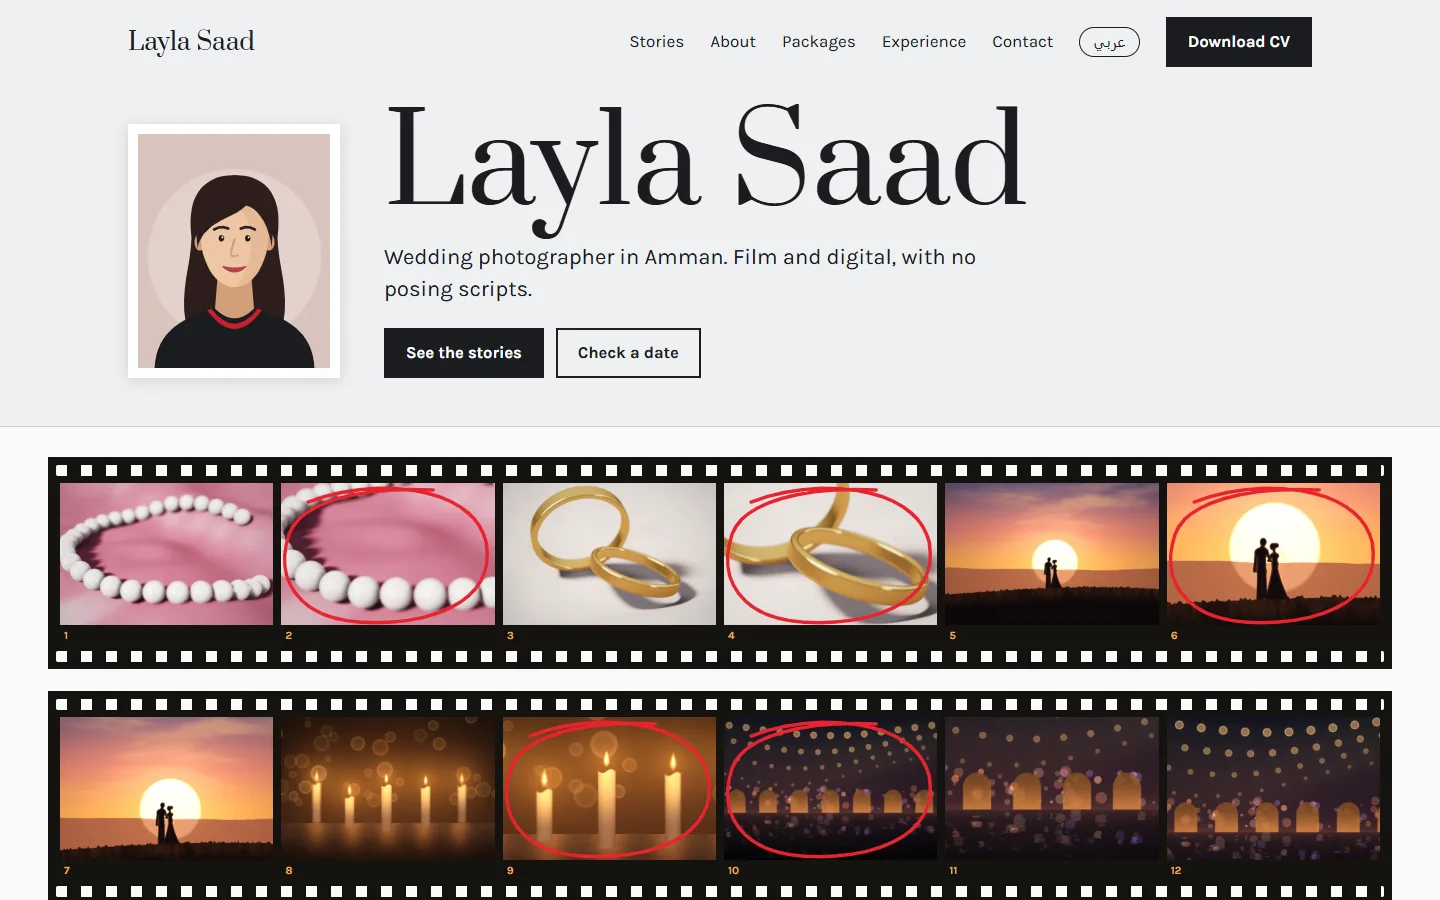 Layla Saad
Stories
About
Packages
Experience
Contact
عربي
Download CV
Layla Saad
Wedding photographer in Amman. Film and digital, with no
posing scripts.
See the stories
Check a date
1
2
3
4
5
6
7
8
9
10
11
12